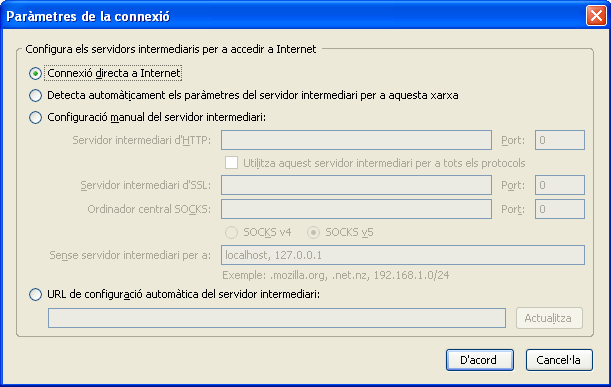 Paràmetres de la connexió
Configura els servidors intermediaris per a accedir a Internet
Connexió directa a Internet
Detecta automàticament els paràmetres del servidor intermediari per a aquesta xarxa
Configuració manual del servidor intermediari:
Servidor intermediari d'HTTP: Port: 0
Utilitza aquest servidor intermediari per a tots els protocols
Servidor intermediari d'SSL: Port: 0
Ordinador central SOCKS: Port: 0
SOCKS v4 SOCKS v5
Sense servidor intermediari per a: localhost, 127.0.0.1
Exemple: .mozilla.org, .net.nz, 192.168.1.0/24
URL de configuració automàtica del servidor intermediari:
Actualitza
D'acord Cancel·la